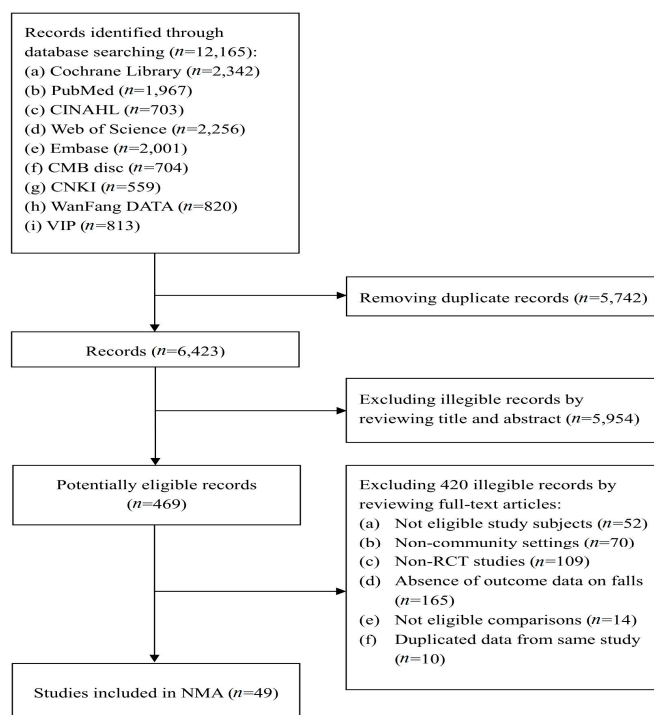 Records identified through
database searching (n=12,165):
(a) Cochrane Library (n=2,342)
(b) PubMed (n=1,967)
(c) CINAHL (n=703)
(d) Web of Science (n=2,256)
(e) Embase (n=2,001)
(f) CMB disc (n=704)
(g) CNKI (n=559)
(h) WanFang DATA (n=820)
(i) VIP (n=813)
Removing duplicate records (n=5,742)
Records (n=6,423)
Excluding illegible records by
reviewing title and abstract (n=5,954)
Potentially eligible records
(n=469)
Excluding 420 illegible records by
reviewing full-text articles:
(a) Not eligible study subjects (n=52)
(b) Non-community settings (n=70)
(c) Non-RCT studies (n=109)
(d) Absence of outcome data on falls
(n=165)
(e) Not eligible comparisons (n=14)
(f) Duplicated data from same study
(n=10)
Studies included in NMA (n=49)